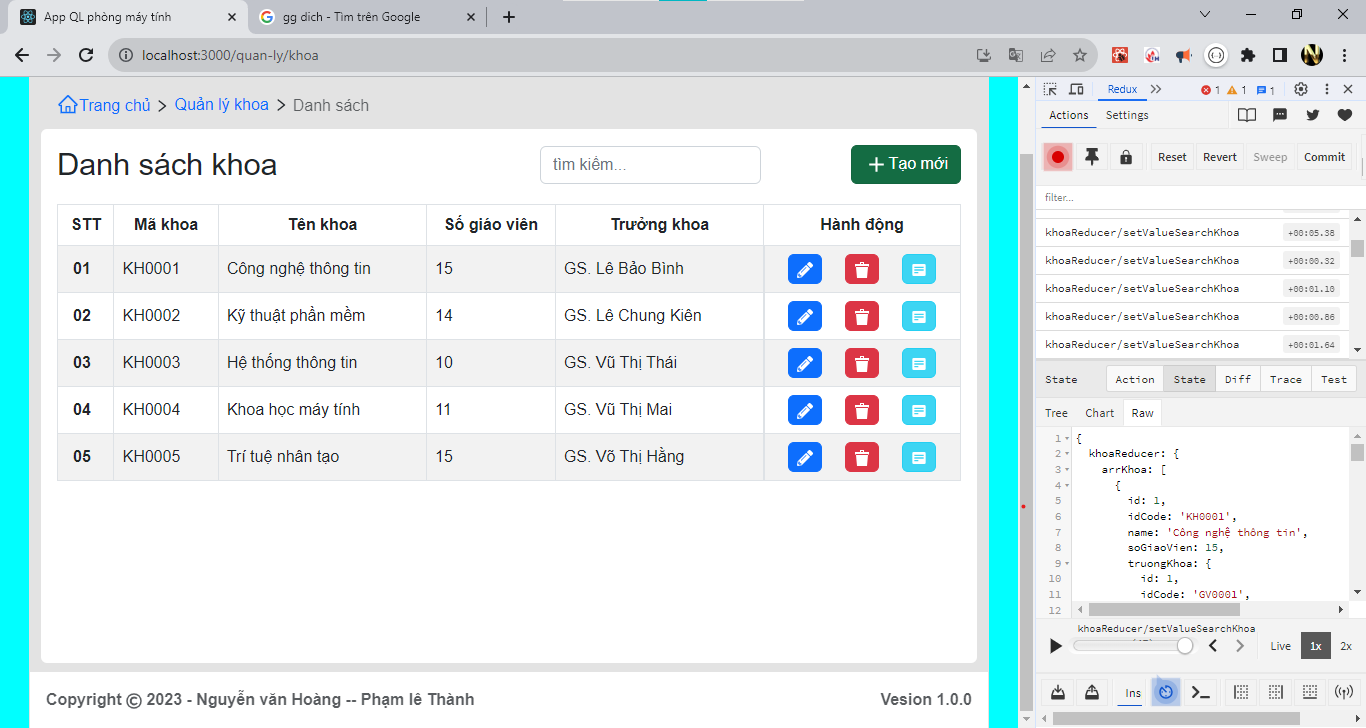 App QL phòng máy tính
gg dich - Tìm trên Google
localhost:3000/quan-ly/khoa
Trang chủ > Quản lý khoa > Danh sách
Danh sách khoa
tìm kiếm...
+ Tạo mới
STT Mã khoa Tên khoa Số giáo viên Trưởng khoa Hành động
01 KH0001 Công nghệ thông tin 15 GS. Lê Bảo Bình
02 KH0002 Kỹ thuật phần mềm 14 GS. Lê Chung Kiên
03 KH0003 Hệ thống thông tin 10 GS. Vũ Thị Thái
04 KH0004 Khoa học máy tính 11 GS. Vũ Thị Mai
05 KH0005 Trí tuệ nhân tạo 15 GS. Võ Thị Hằng
Copyright © 2023 - Nguyễn văn Hoàng -- Phạm lê Thành
Vesion 1.0.0
Redux 1 1 1
Actions Settings
Reset Revert Sweep Commit
filter...
khoaReducer/setValueSearchKhoa +00:05.38
khoaReducer/setValueSearchKhoa +00:00.32
khoaReducer/setValueSearchKhoa +00:01.10
khoaReducer/setValueSearchKhoa +00:00.86
khoaReducer/setValueSearchKhoa +00:01.64
State Action State Diff Trace Test
Tree Chart Raw
1 {
2 khoaReducer: {
3 arrKhoa: [
4 {
5 id: 1,
6 idCode: 'KH0001',
7 name: 'Công nghệ thông tin',
8 soGiaoVien: 15,
9 truongKhoa: {
10 id: 1,
11 idCode: 'GV0001',
12
khoaReducer/setValueSearchKhoa
Live 1x 2x
Ins